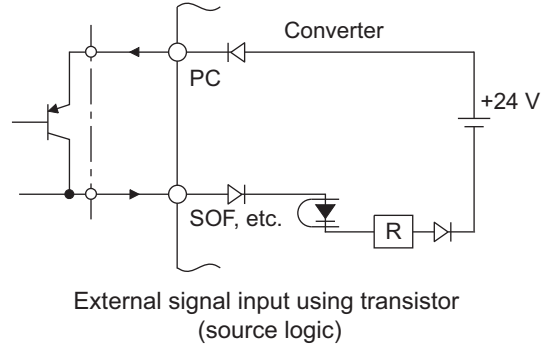 Converter
PC
+24 V
SOF, etc.
R
External signal input using transistor
(source logic)